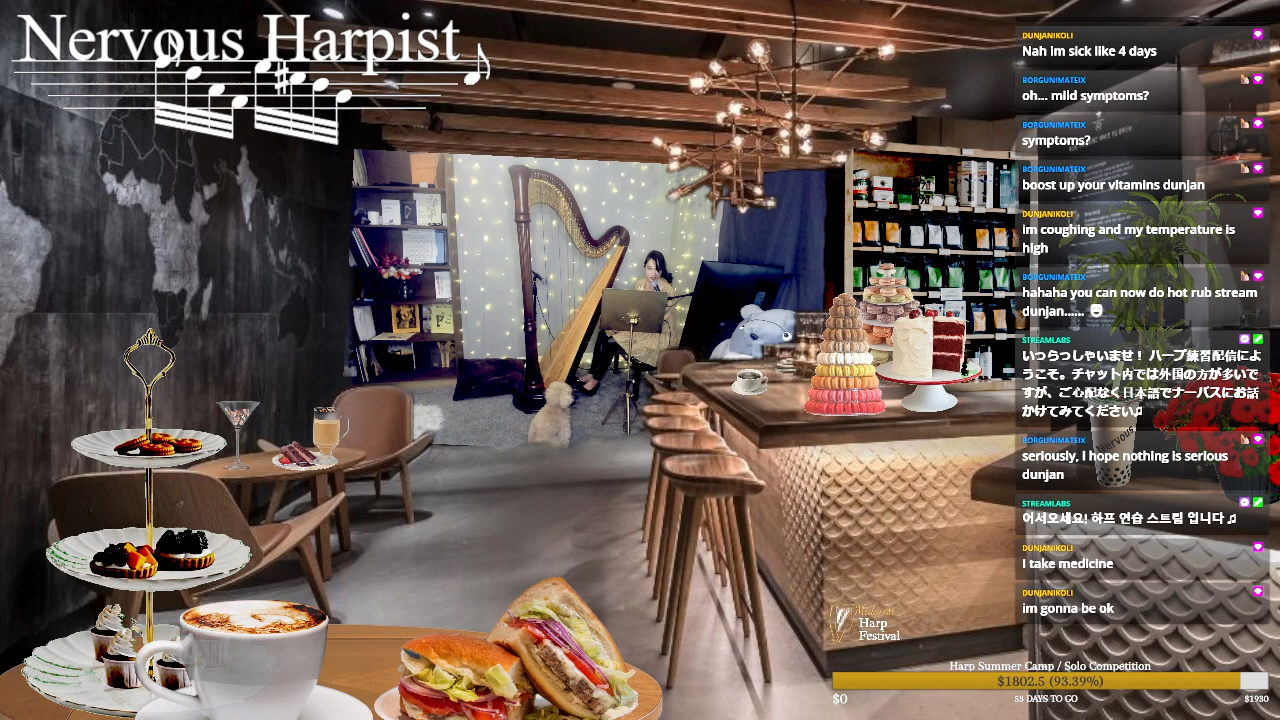 Nervous Harpist
DUNJANIKOLI
Nah im sick like 4 days
BORGUNIMATEIX
oh... mild symptoms?
BORGUNIMATEIX
symptoms?
BORGUNIMATEIX
boost up your vitamins dunjan
DUNJANIKOLI
im coughing and my temperature is
high
BORGUNIMATEIX
hahaha you can now do hot rub stream
dunjan......
STREAMLABS
いらっしゃいませ！ ハープ練習配信によ
うこそ。チャット内では外国の方が多いで
すが、ご心配なく日本語でナーバスにお話
かけてみてください♫
BORGUNIMATEIX
seriously, I hope nothing is serious
dunjan
STREAMLABS
어서오세요! 하프 연습 스트림 입니다 ♫
DUNJANIKOLI
I take medicine
DUNJANIKOLI
im gonna be ok
Nervous
Midwest
Harp
Festival
Harp Summer Camp / Solo Competition
$1802.5 (93.39%)
$0
53 DAYS TO GO
$1930